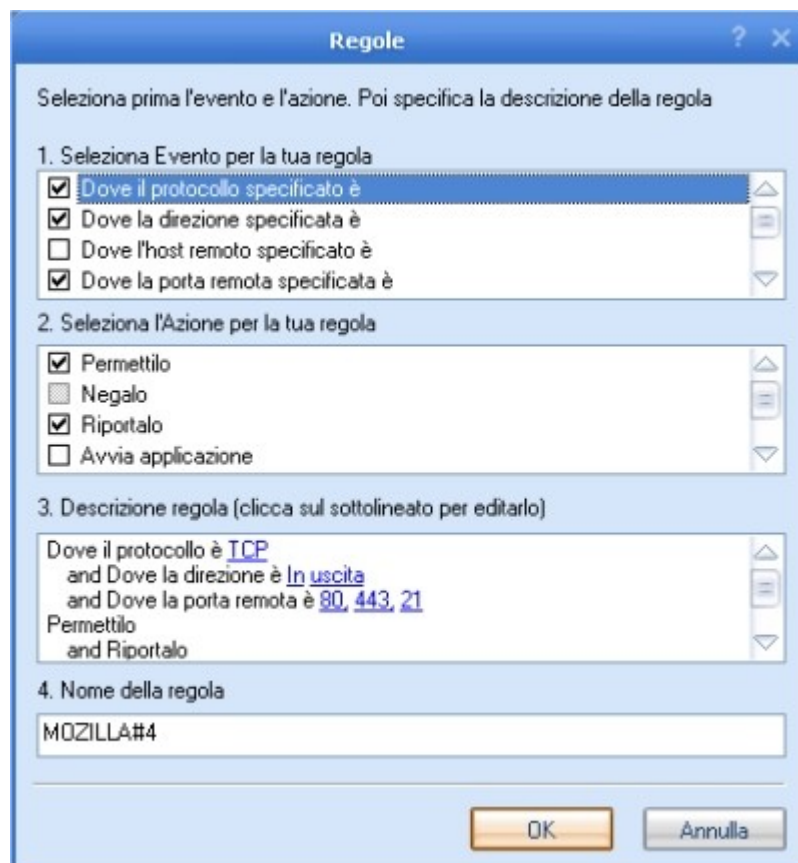 Regole
Seleziona prima l'evento e l'azione. Poi specifica la descrizione della regola
1. Seleziona Evento per la tua regola
Dove il protocollo specificato è
Dove la direzione specificata è
Dove l'host remoto specificato è
Dove la porta remota specificata è
2. Seleziona l'Azione per la tua regola
Permettilo
Negalo
Riportalo
Avvia applicazione
3. Descrizione regola (clicca sul sottolineato per editarlo)
Dove il protocollo è TCP
and Dove la direzione è In uscita
and Dove la porta remota è 80, 443, 21
Permettilo
and Riportalo
4. Nome della regola
MOZILLA#4
OK Annulla